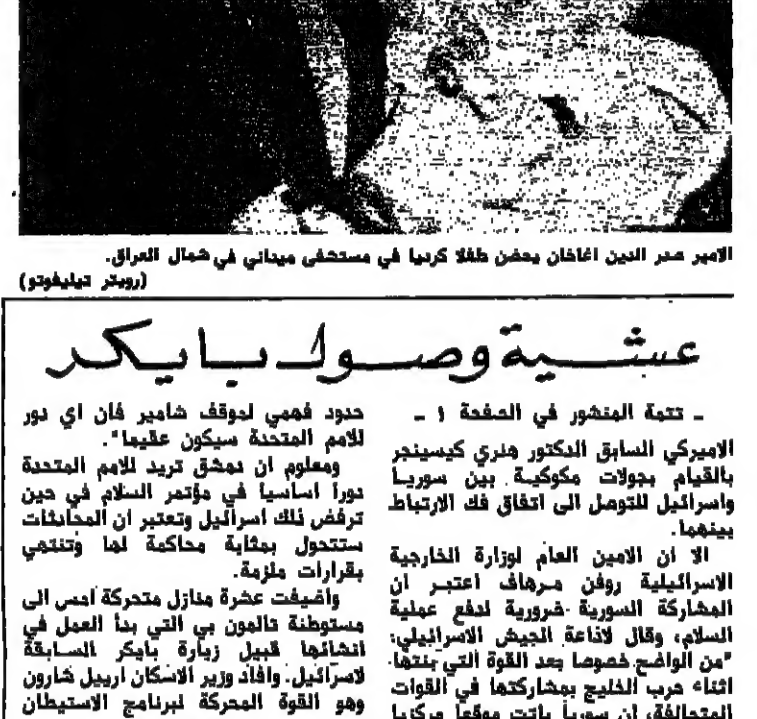 الامير صدر الدين اغاخان يحضن طفلا كرديا في مستشفى ميداني في شمال العراق.
(رويتر تيليفوتو)
عشية وصول بايكر
ـ تتمة المنشور في الصفحة ١ ـ
الاميركي السابق الدكتور هنري كيسينجر
بالقيام بجولات مكوكية بين سوريا
واسرائيل للتوصل الى اتفاق فك الارتباط
بينهما.
الا ان الامين العام لوزارة الخارجية
الاسرائيلية روفن مرهاف اعتبر ان
المشاركة السورية ضرورية لدفع عملية
السلام، وقال لاذاعة الجيش الاسرائيلي:
"من الواضح خصوصا بعد القوة التي بنتها
اثناء حرب الخليج بمشاركتها في القوات
المتحالفة، ان سوريا باتت موقعا مركزيا
حدود فهمي لموقف شامير فان اي دور
للامم المتحدة سيكون عقيما".
ومعلوم ان دمشق تريد للامم المتحدة
دورا اساسيا في مؤتمر السلام في حين
ترفض ذلك اسرائيل وتعتبر ان المحادثات
ستتحول بمثابة محاكمة لها وتنتهي
بقرارات ملزمة.
واضيفت عشرة منازل متحركة امس الى
مستوطنة تالمون بي التي بدأ العمل في
انشائها قبيل زيارة بايكر السابقة
لاسرائيل. وافاد وزير الاسكان ارييل شارون
وهو القوة المحركة لبرنامج الاستيطان